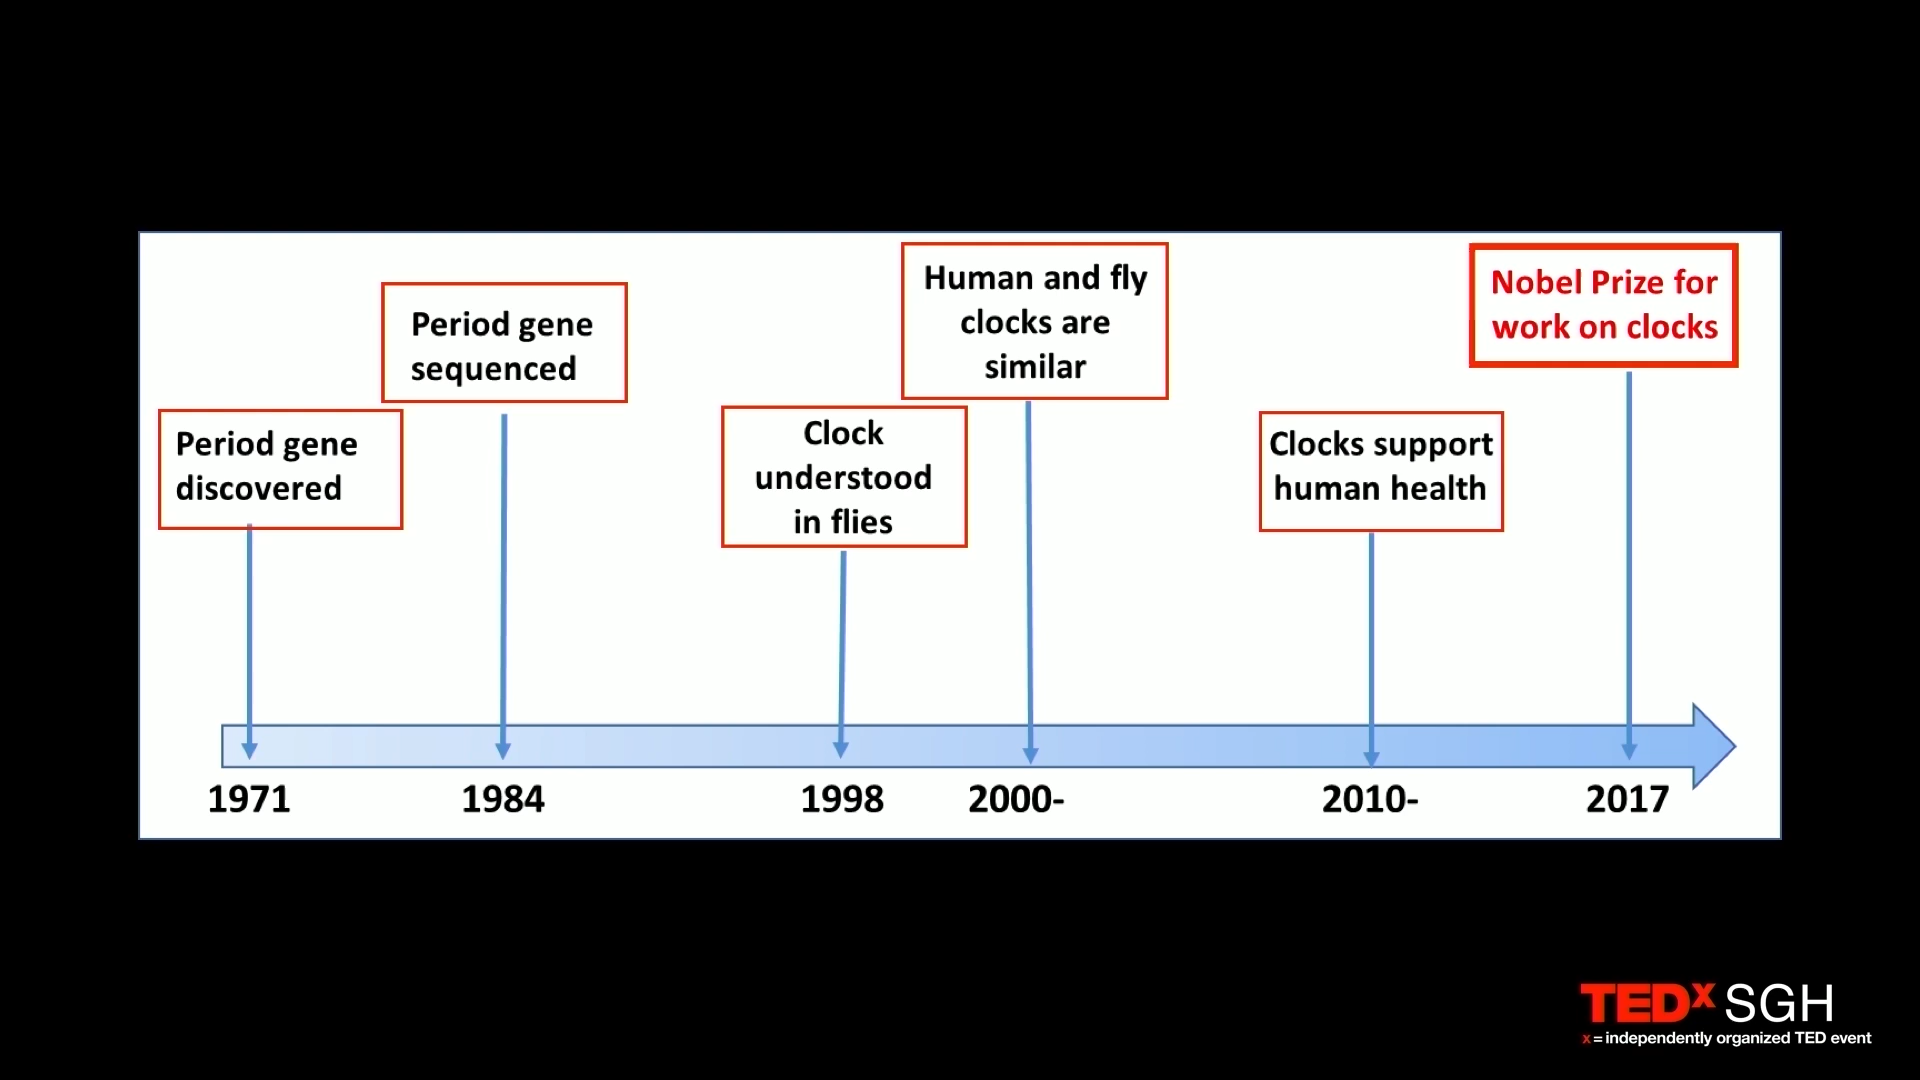 Period gene
discovered
Period gene
sequenced
Clock
understood
in flies
Human and fly
clocks are
similar
Clocks support
human health
Nobel Prize for
work on clocks
1971
1984
1998
2000-
2010-
2017
TEDx SGH
x = independently organized TED event